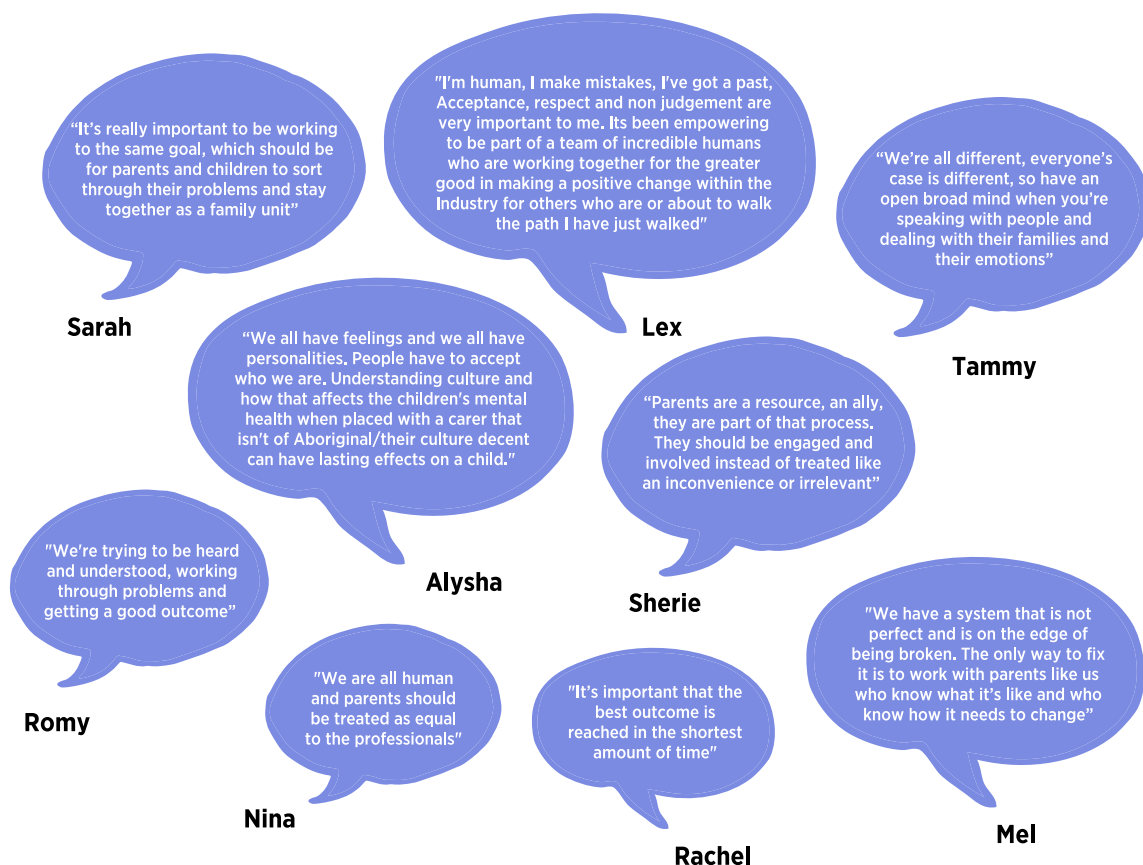 “It’s really important to be working
to the same goal, which should be
for parents and children to sort
through their problems and stay
together as a family unit”
Sarah
"I'm human, I make mistakes, I've got a past,
Acceptance, respect and non judgement are
very important to me. Its been empowering
to be part of a team of incredible humans
who are working together for the greater
good in making a positive change within the
Industry for others who are or about to walk
the path I have just walked"
Lex
“We’re all different, everyone’s
case is different, so have an
open broad mind when you’re
speaking with people and
dealing with their families and
their emotions”
Tammy
“We all have feelings and we all have
personalities. People have to accept
who we are. Understanding culture and
how that affects the children's mental
health when placed with a carer that
isn't of Aboriginal/their culture decent
can have lasting effects on a child."
Alysha
“Parents are a resource, an ally,
they are part of that process.
They should be engaged and
involved instead of treated like
an inconvenience or irrelevant”
Sherie
"We're trying to be heard
and understood, working
through problems and
getting a good outcome”
Romy
"We are all human
and parents should
be treated as equal
to the professionals"
Nina
"It’s important that the
best outcome is
reached in the shortest
amount of time"
Rachel
"We have a system that is not
perfect and is on the edge of
being broken. The only way to fix
it is to work with parents like us
who know what it’s like and who
know how it needs to change”
Mel